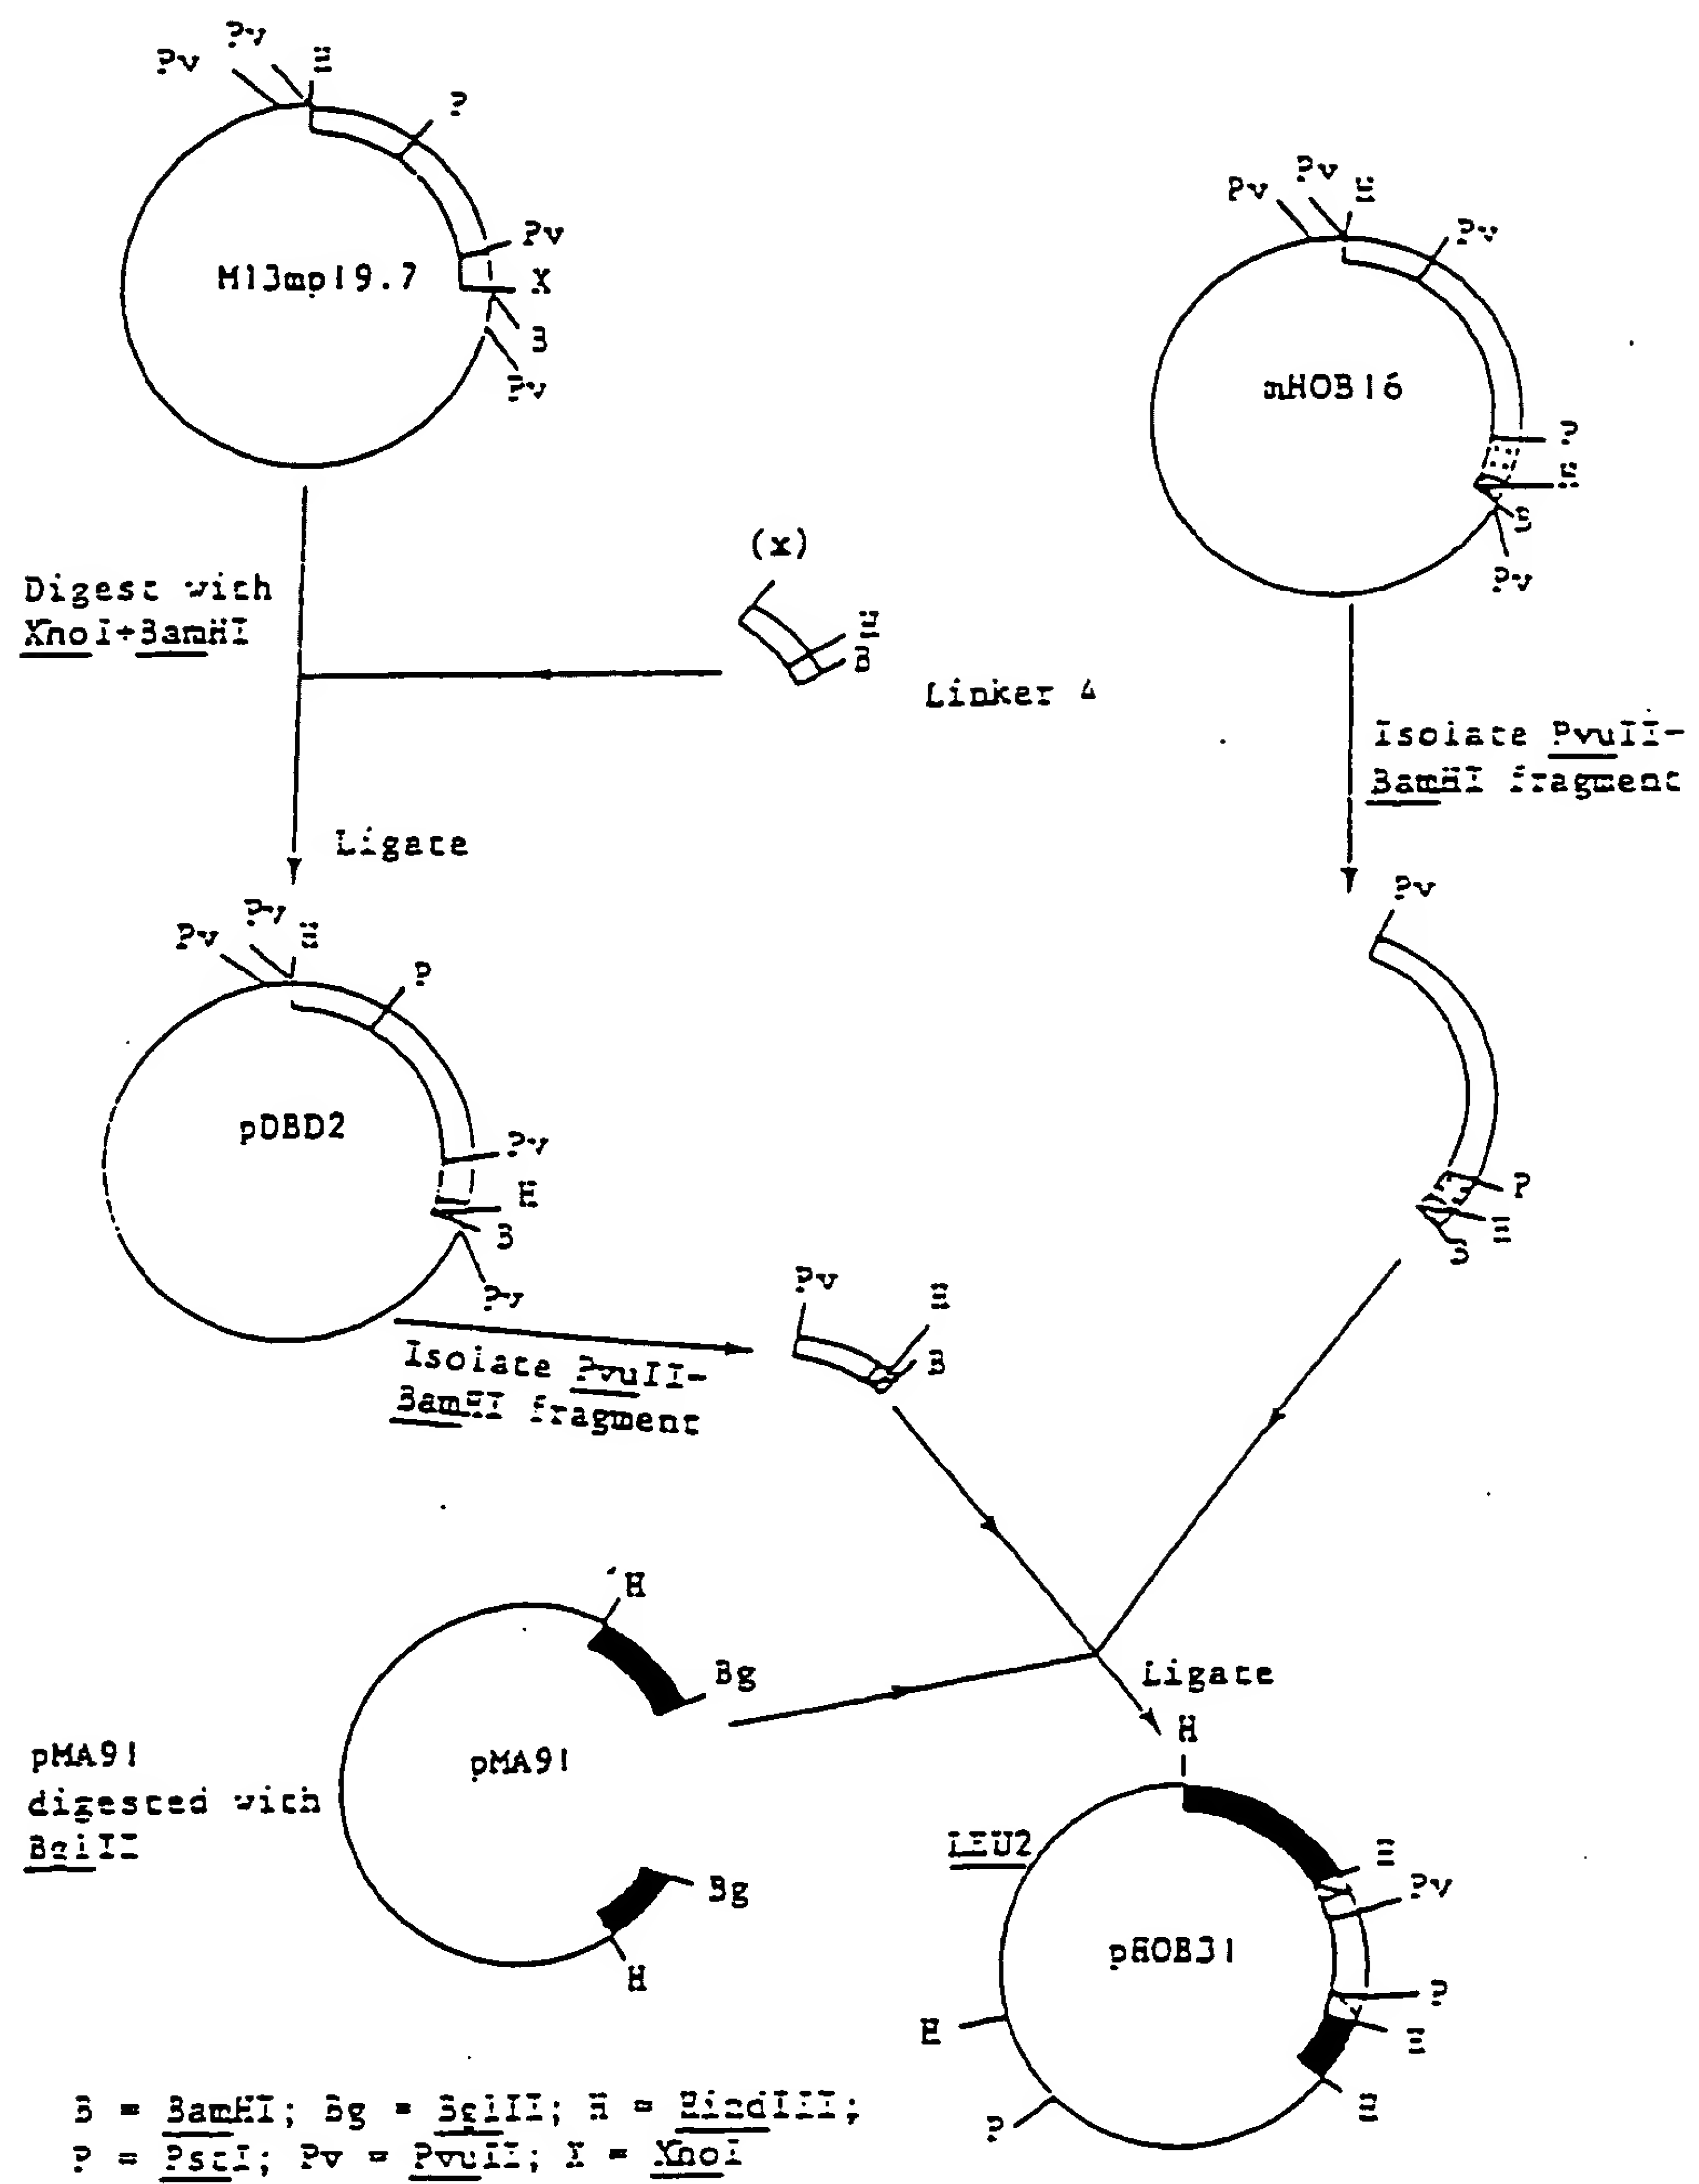 Pv
Pv
H
P
Pv
X
B
Pv
M13mp19.7
Pv
Pv
H
Pv
mHOB16
P
H
B
Pv
Digest with
XhoI+BamHI
(x)
H
B
Linker 4
Isolate PvuII-
BamHI fragment
Ligate
Pv
Pv
H
P
pDBD2
Pv
H
B
Pv
Pv
P
H
B
Isolate PvuII-
BamHI fragment
Pv
H
B
H
Bg
pMA91
Bg
H
pMA91
digested with
BglII
Ligate
H
LEU2
H
Pv
pHOB31
P
H
H
H
P
B = BamHI; Bg = BglII; H = HindIII;
P = PstI; Pv = PvuII; X = XhoI